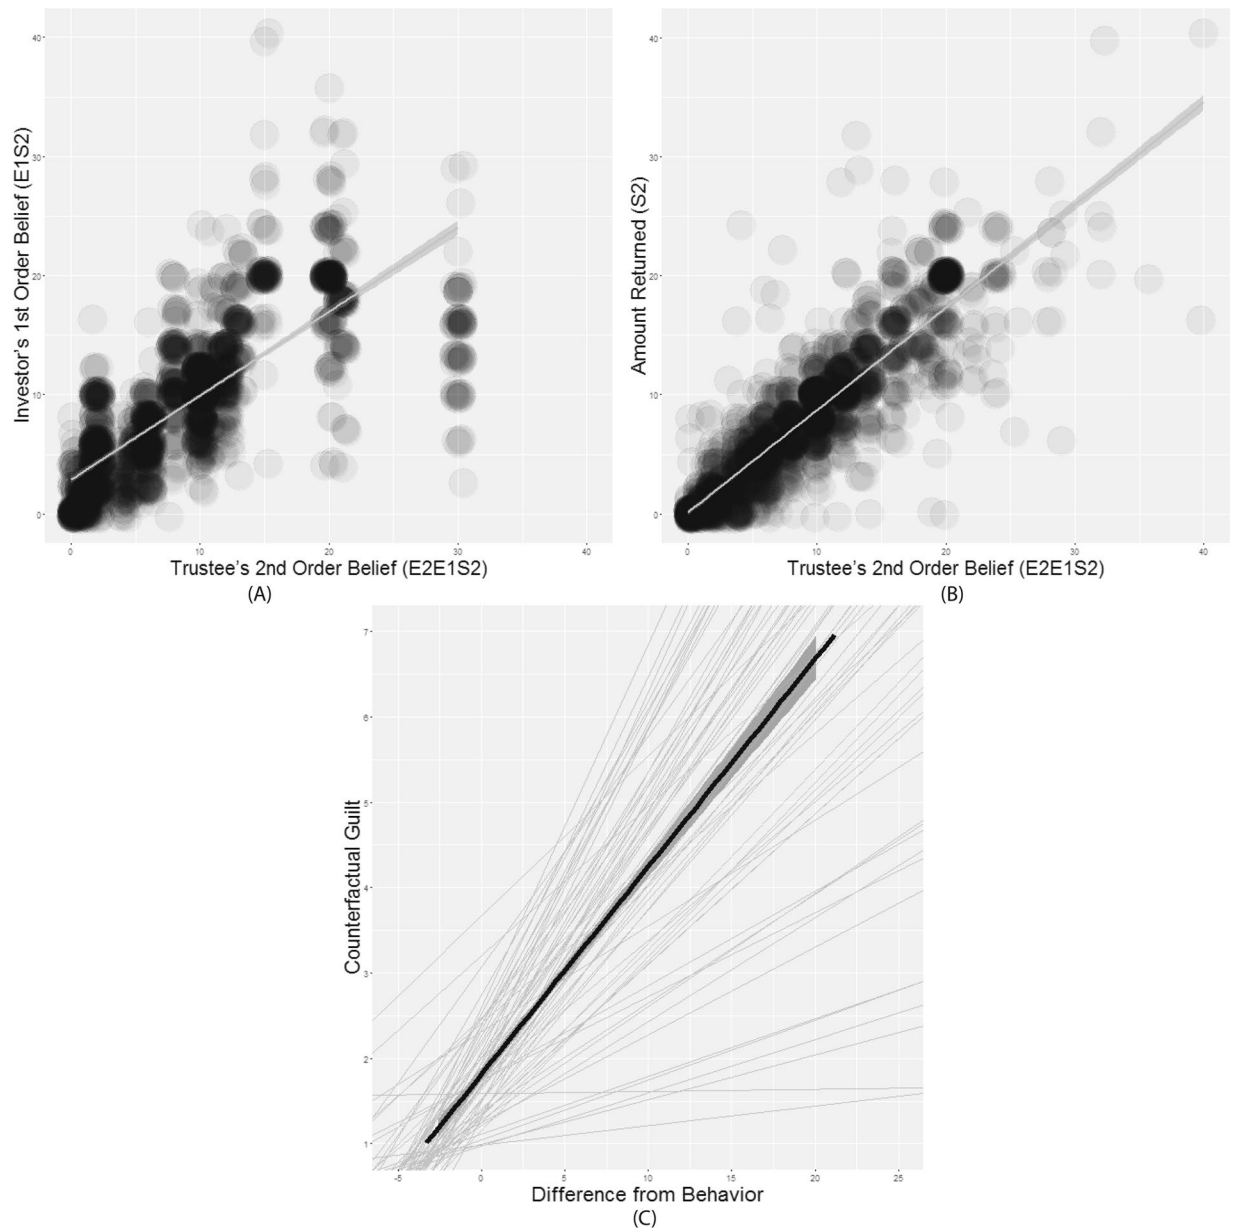 40
30
20
10
0
Investor's 1st Order Belief (E1S2)
0 10 20 30 40
Trustee's 2nd Order Belief (E2E1S2)
(A)
40
30
20
10
0
Amount Returned (S2)
0 10 20 30 40
Trustee's 2nd Order Belief (E2E1S2)
(B)
7
6
5
4
3
2
1
Counterfactual Guilt
-5 0 5 10 15 20 25
Difference from Behavior
(C)